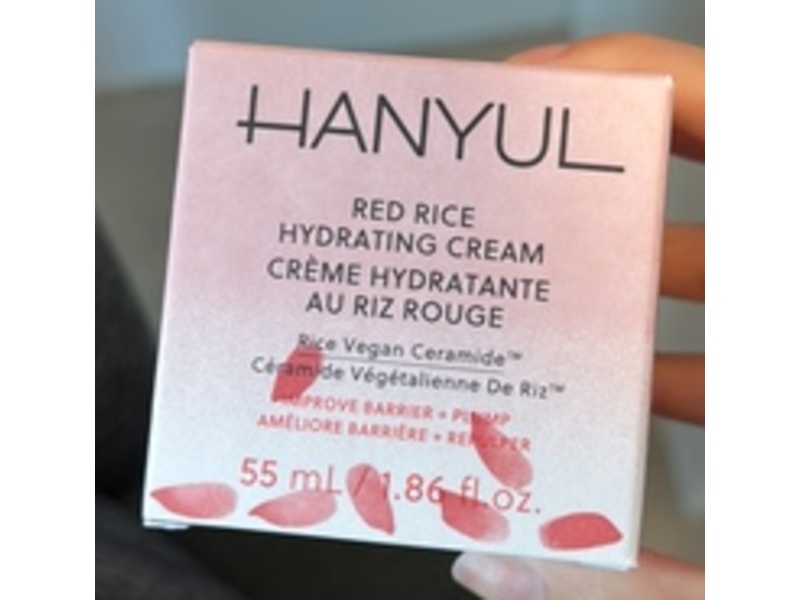 HANYUL
RED RICE
HYDRATING CREAM
CRÈME HYDRATANTE
AU RIZ ROUGE
Rice Vegan Ceramide™
Céramide Végétalienne De Riz™
IMPROVE BARRIER + PLUMP
AMÉLIORE BARRIÈRE + REPULPER
55 mL / 1.86 fl.oz.